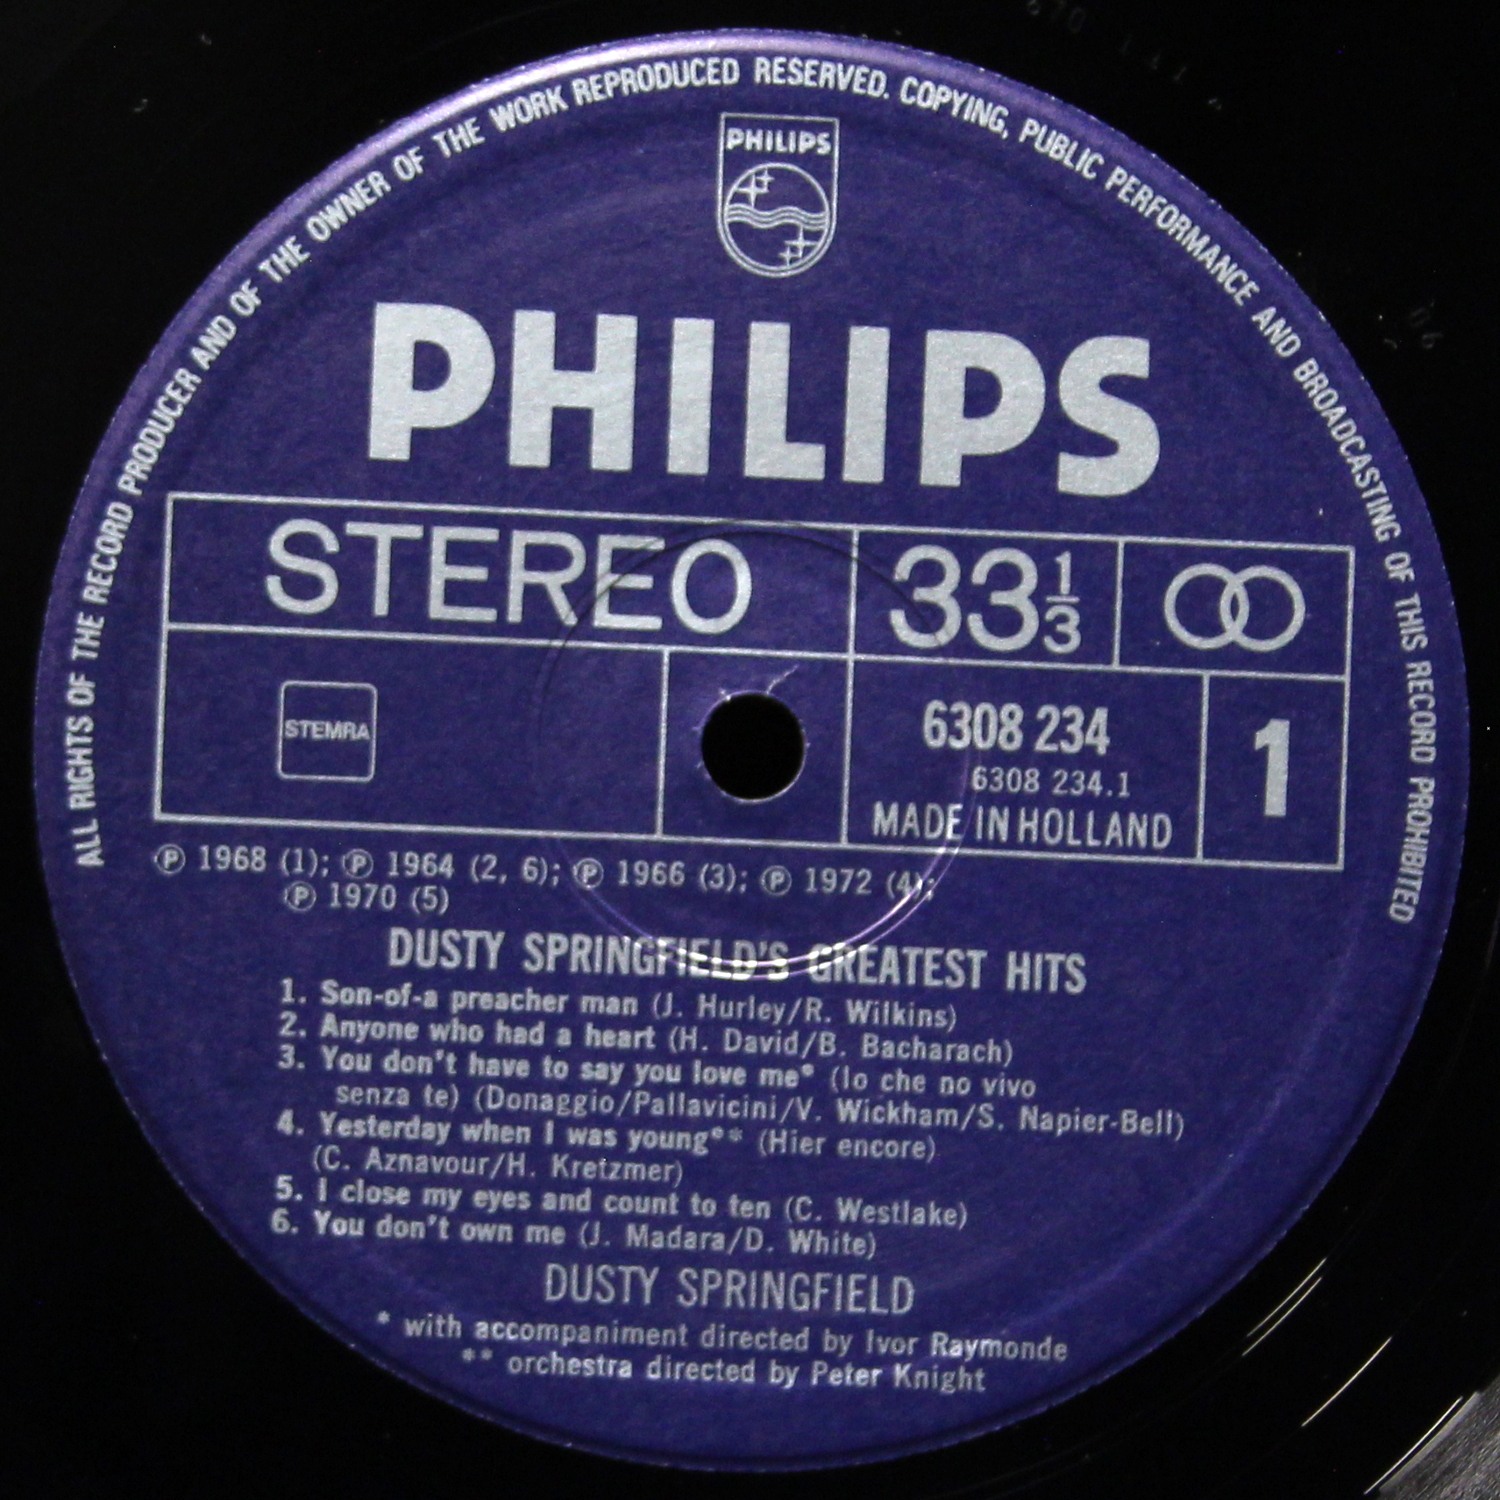 ALL RIGHTS OF THE RECORD PRODUCER AND OF THE OWNER OF THE WORK REPRODUCED RESERVED. COPYING, PUBLIC PERFORMANCE AND BROADCASTING OF THIS RECORD PROHIBITED
PHILIPS
PHILIPS
STEREO 33 1/3
STEMRA
6308 234
6308 234.1
MADE IN HOLLAND
1
Ⓟ 1968 (1); Ⓟ 1964 (2, 6); Ⓟ 1966 (3); Ⓟ 1972 (4);
Ⓟ 1970 (5)
DUSTY SPRINGFIELD'S GREATEST HITS
1. Son-of-a preacher man (J. Hurley/R. Wilkins)
2. Anyone who had a heart (H. David/B. Bacharach)
3. You don't have to say you love me* (Io che no vivo
senza te) (Donaggio/Pallavicini/V. Wickham/S. Napier-Bell)
4. Yesterday when I was young** (Hier encore)
(C. Aznavour/H. Kretzmer)
5. I close my eyes and count to ten (C. Westlake)
6. You don't own me (J. Madara/D. White)
DUSTY SPRINGFIELD
* with accompaniment directed by Ivor Raymonde
** orchestra directed by Peter Knight